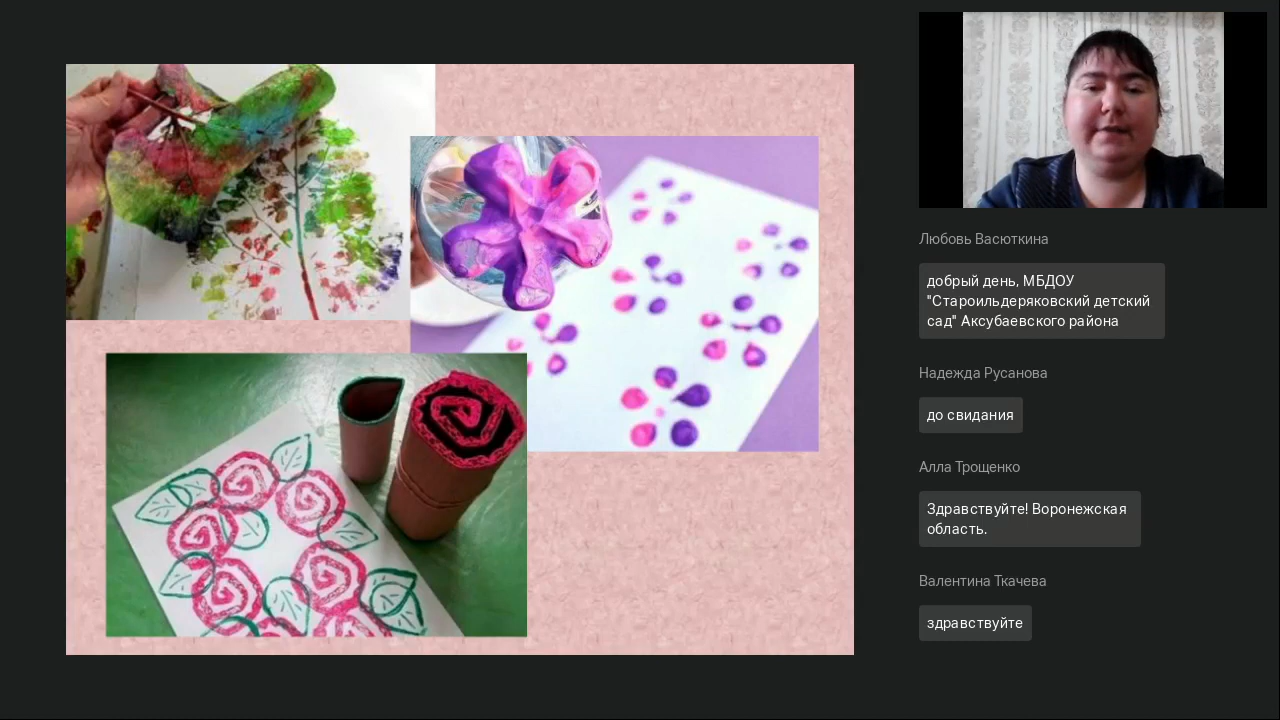 Любовь Васюткина
добрый день, МБДОУ
"Староильдеряковский детский
сад" Аксубаевского района
Надежда Русанова
до свидания
Алла Трощенко
Здравствуйте! Воронежская
область.
Валентина Ткачева
здравствуйте